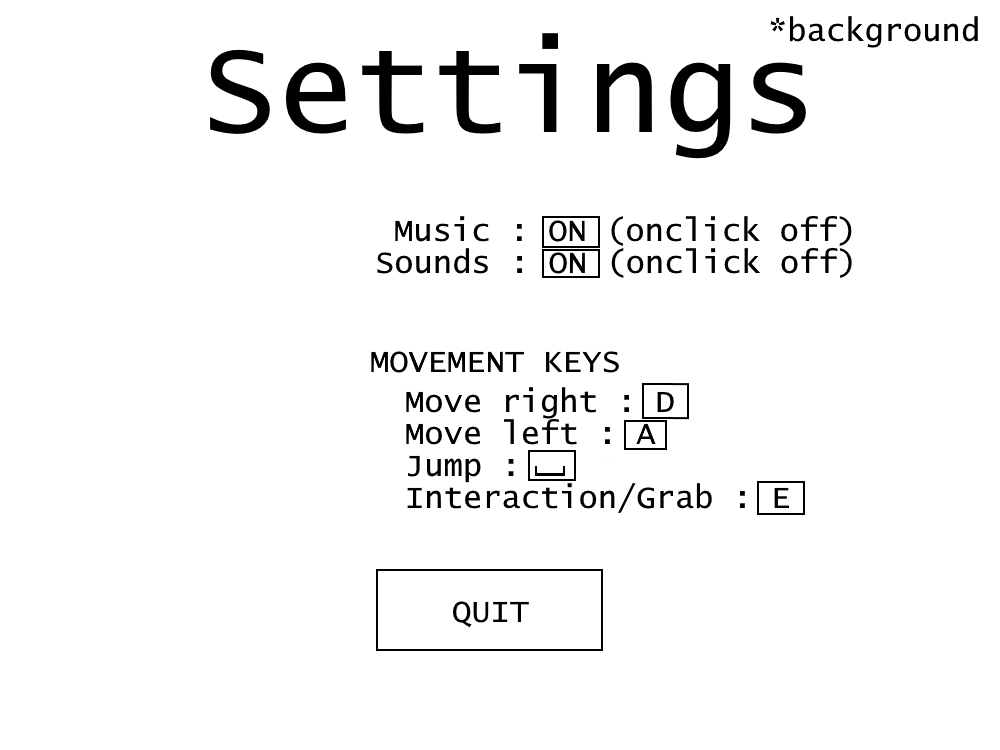 *background
Settings
Music : ON (onclick off)
Sounds : ON (onclick off)
MOVEMENT KEYS
Move right : D
Move left : A
Jump : ⎵
Interaction/Grab : E
QUIT